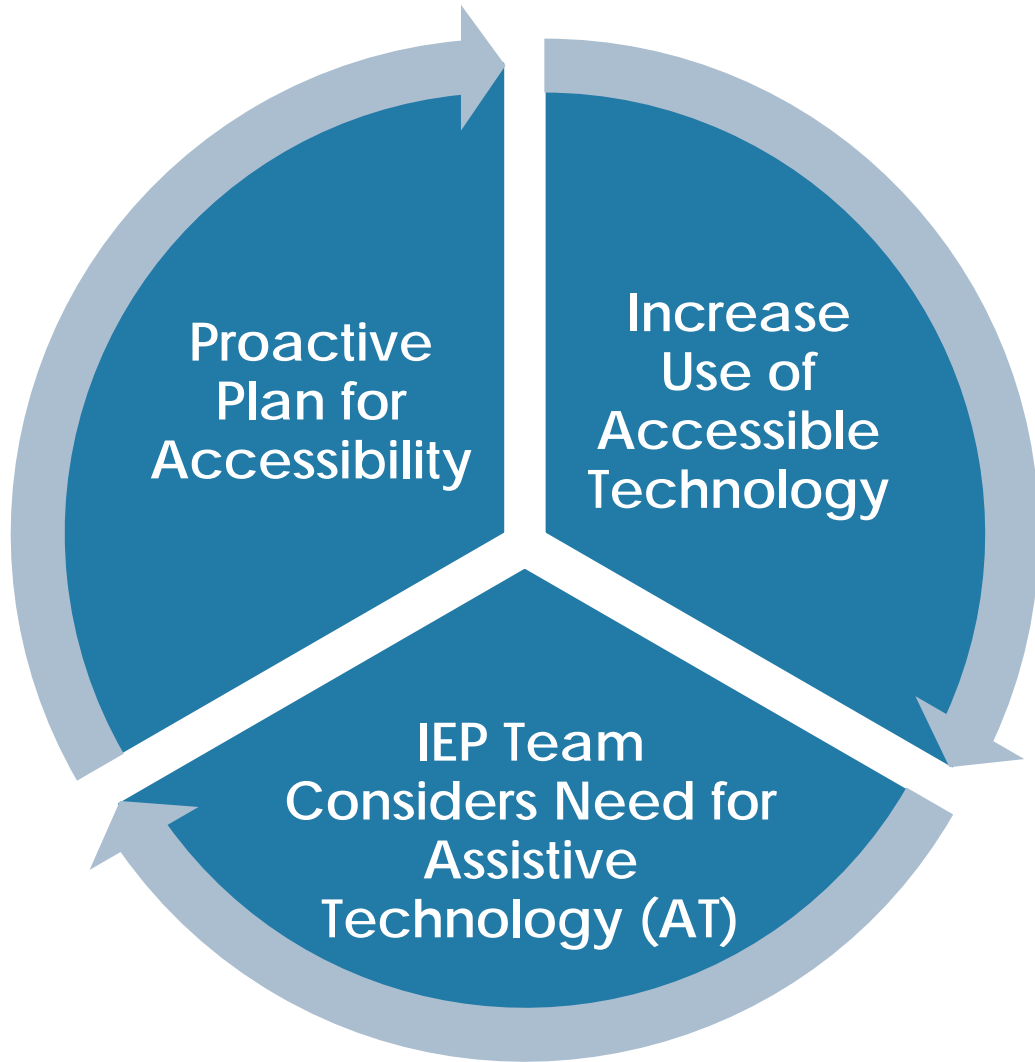 Proactive
Plan for
Accessibility
Increase
Use of
Accessible
Technology
IEP Team
Considers Need for
Assistive
Technology (AT)